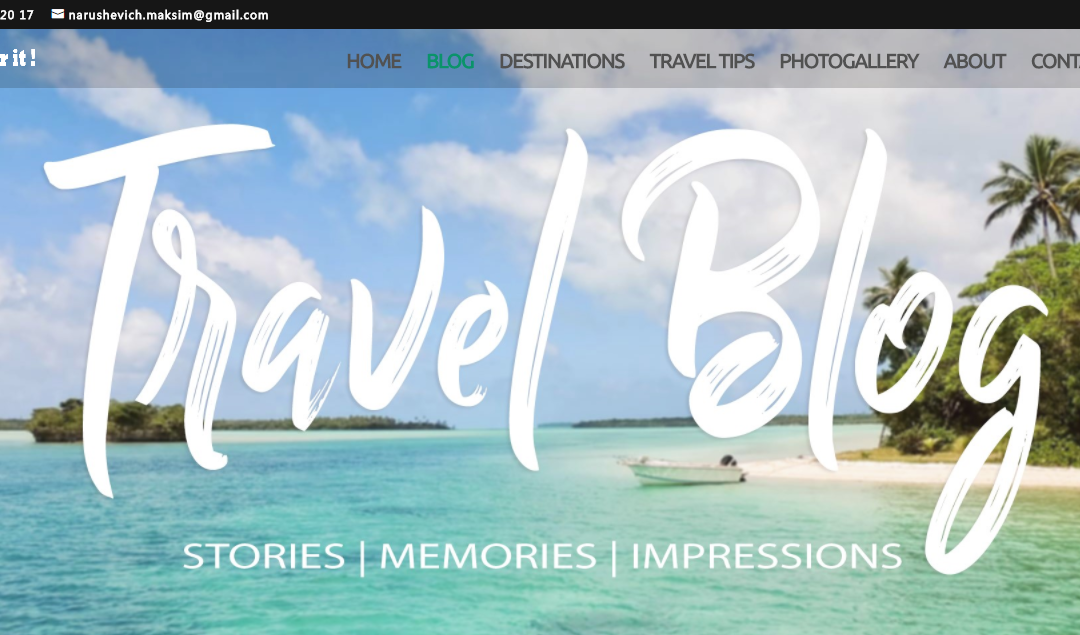 20 17 narushevich.maksim@gmail.com
r it!
HOME BLOG DESTINATIONS TRAVEL TIPS PHOTOGALLERY ABOUT CONT
Travel Blog
STORIES | MEMORIES | IMPRESSIONS